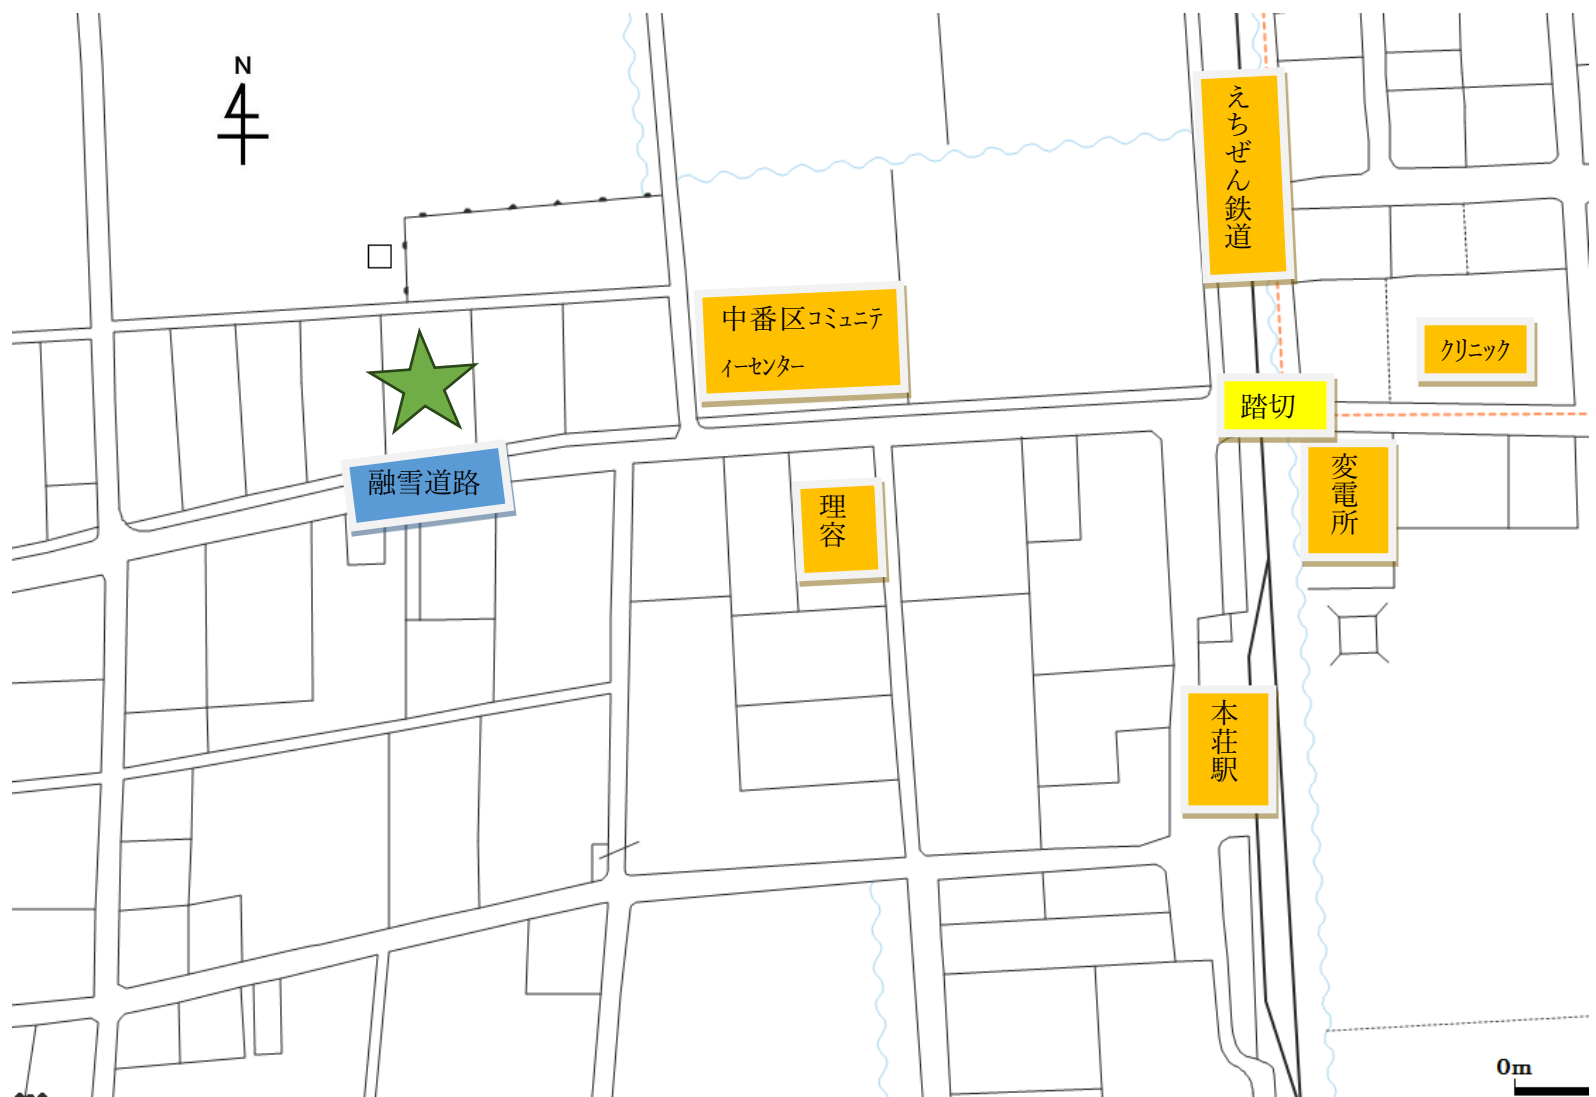 N
えちぜん鉄道
中番区コミュニテ
ィーセンター
クリニック
踏切
融雪道路
変電所
理容
本荘駅
0m